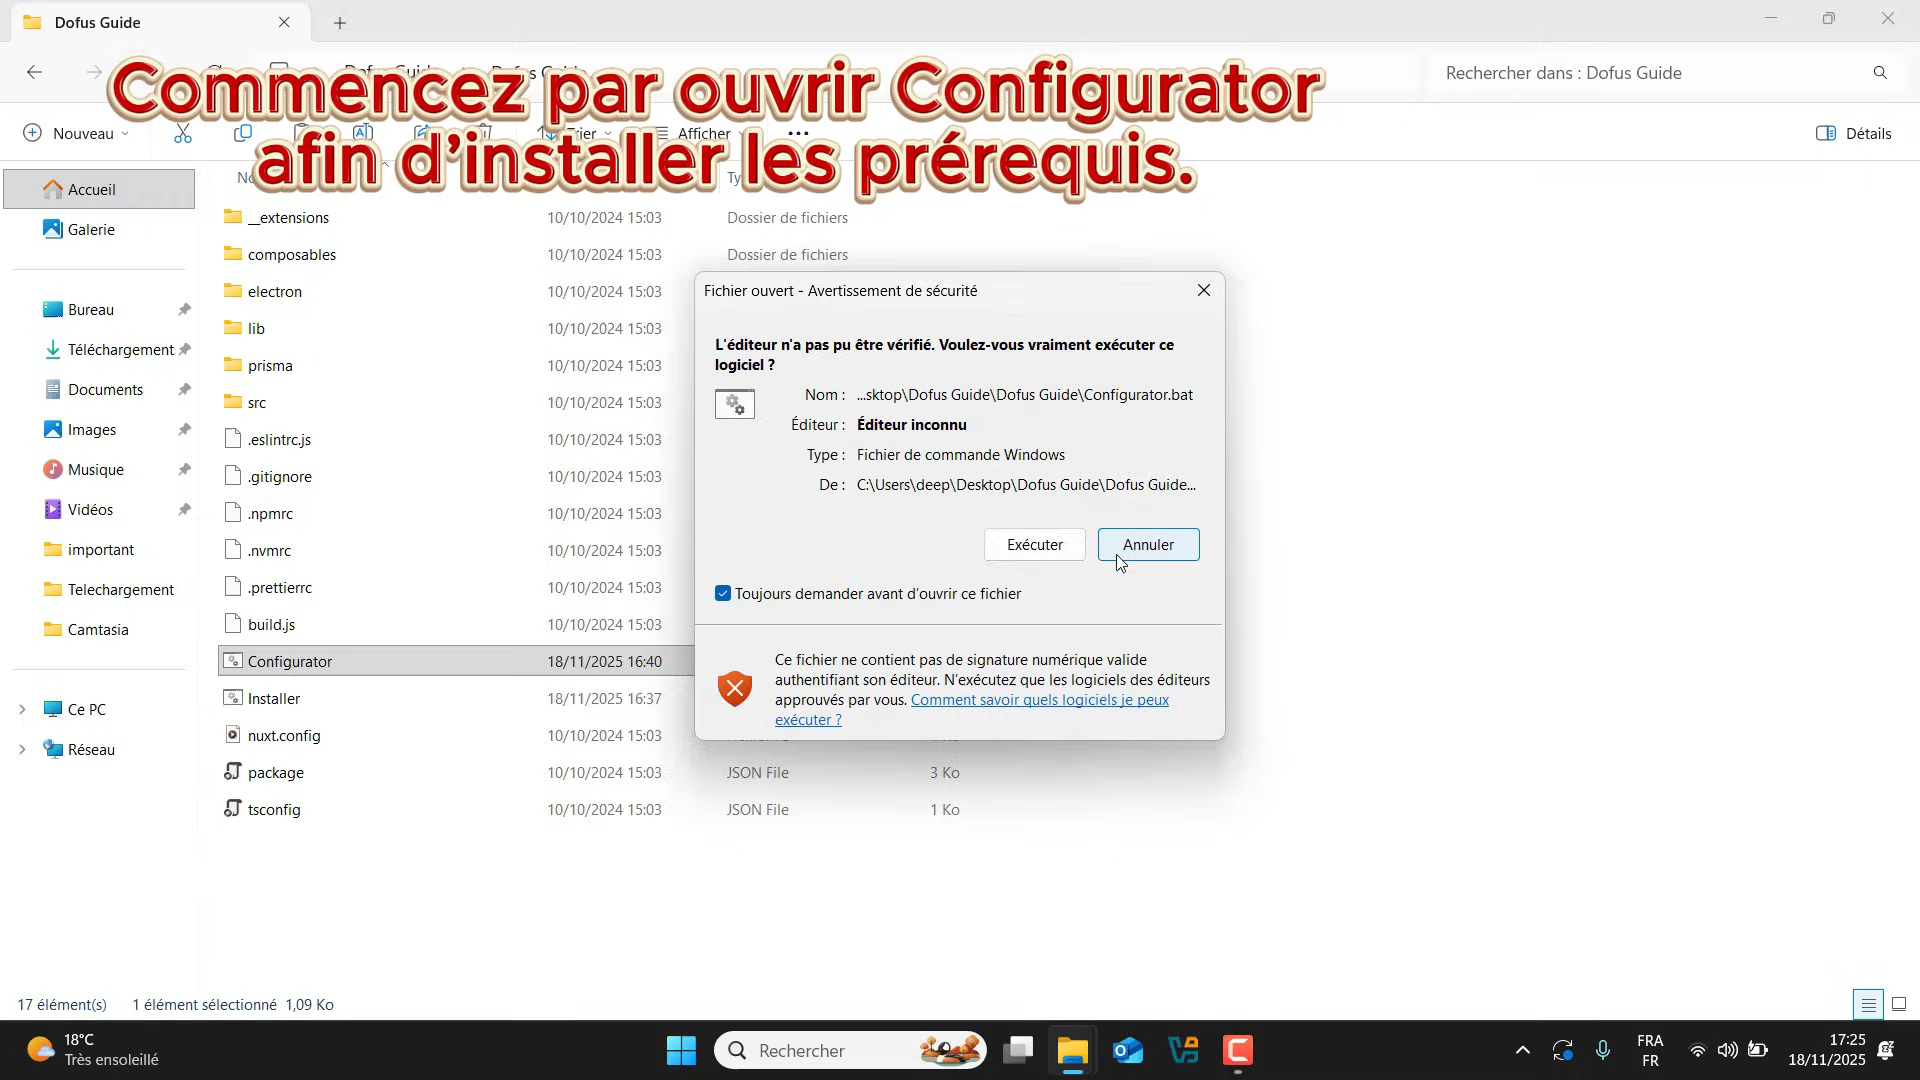 Dofus Guide
Commencez par ouvrir Configurator
afin d'installer les prérequis.
Rechercher dans : Dofus Guide
Nouveau
Trier
Afficher
Détails
Accueil
Galerie
Bureau
Téléchargement
Documents
Images
Musique
Vidéos
important
Telechargement
Camtasia
Ce PC
Réseau
__extensions 10/10/2024 15:03 Dossier de fichiers
composables 10/10/2024 15:03 Dossier de fichiers
electron 10/10/2024 15:03
lib 10/10/2024 15:03
prisma 10/10/2024 15:03
src 10/10/2024 15:03
.eslintrc.js 10/10/2024 15:03
.gitignore 10/10/2024 15:03
.npmrc 10/10/2024 15:03
.nvmrc 10/10/2024 15:03
.prettierrc 10/10/2024 15:03
build.js 10/10/2024 15:03
Configurator 18/11/2025 16:40
Installer 18/11/2025 16:37
nuxt.config 10/10/2024 15:03
package 10/10/2024 15:03 JSON File 3 Ko
tsconfig 10/10/2024 15:03 JSON File 1 Ko
Fichier ouvert - Avertissement de sécurité
L'éditeur n'a pas pu être vérifié. Voulez-vous vraiment exécuter ce
logiciel ?
Nom : ...sktop\Dofus Guide\Dofus Guide\Configurator.bat
Éditeur : Éditeur inconnu
Type : Fichier de commande Windows
De : C:\Users\deep\Desktop\Dofus Guide\Dofus Guide...
Exécuter
Annuler
Toujours demander avant d'ouvrir ce fichier
Ce fichier ne contient pas de signature numérique valide
authentifiant son éditeur. N'exécutez que les logiciels des éditeurs
approuvés par vous. Comment savoir quels logiciels je peux
exécuter ?
17 élément(s) 1 élément sélectionné 1,09 Ko
18°C
Très ensoleillé
Rechercher
FRA
FR
17:25
18/11/2025